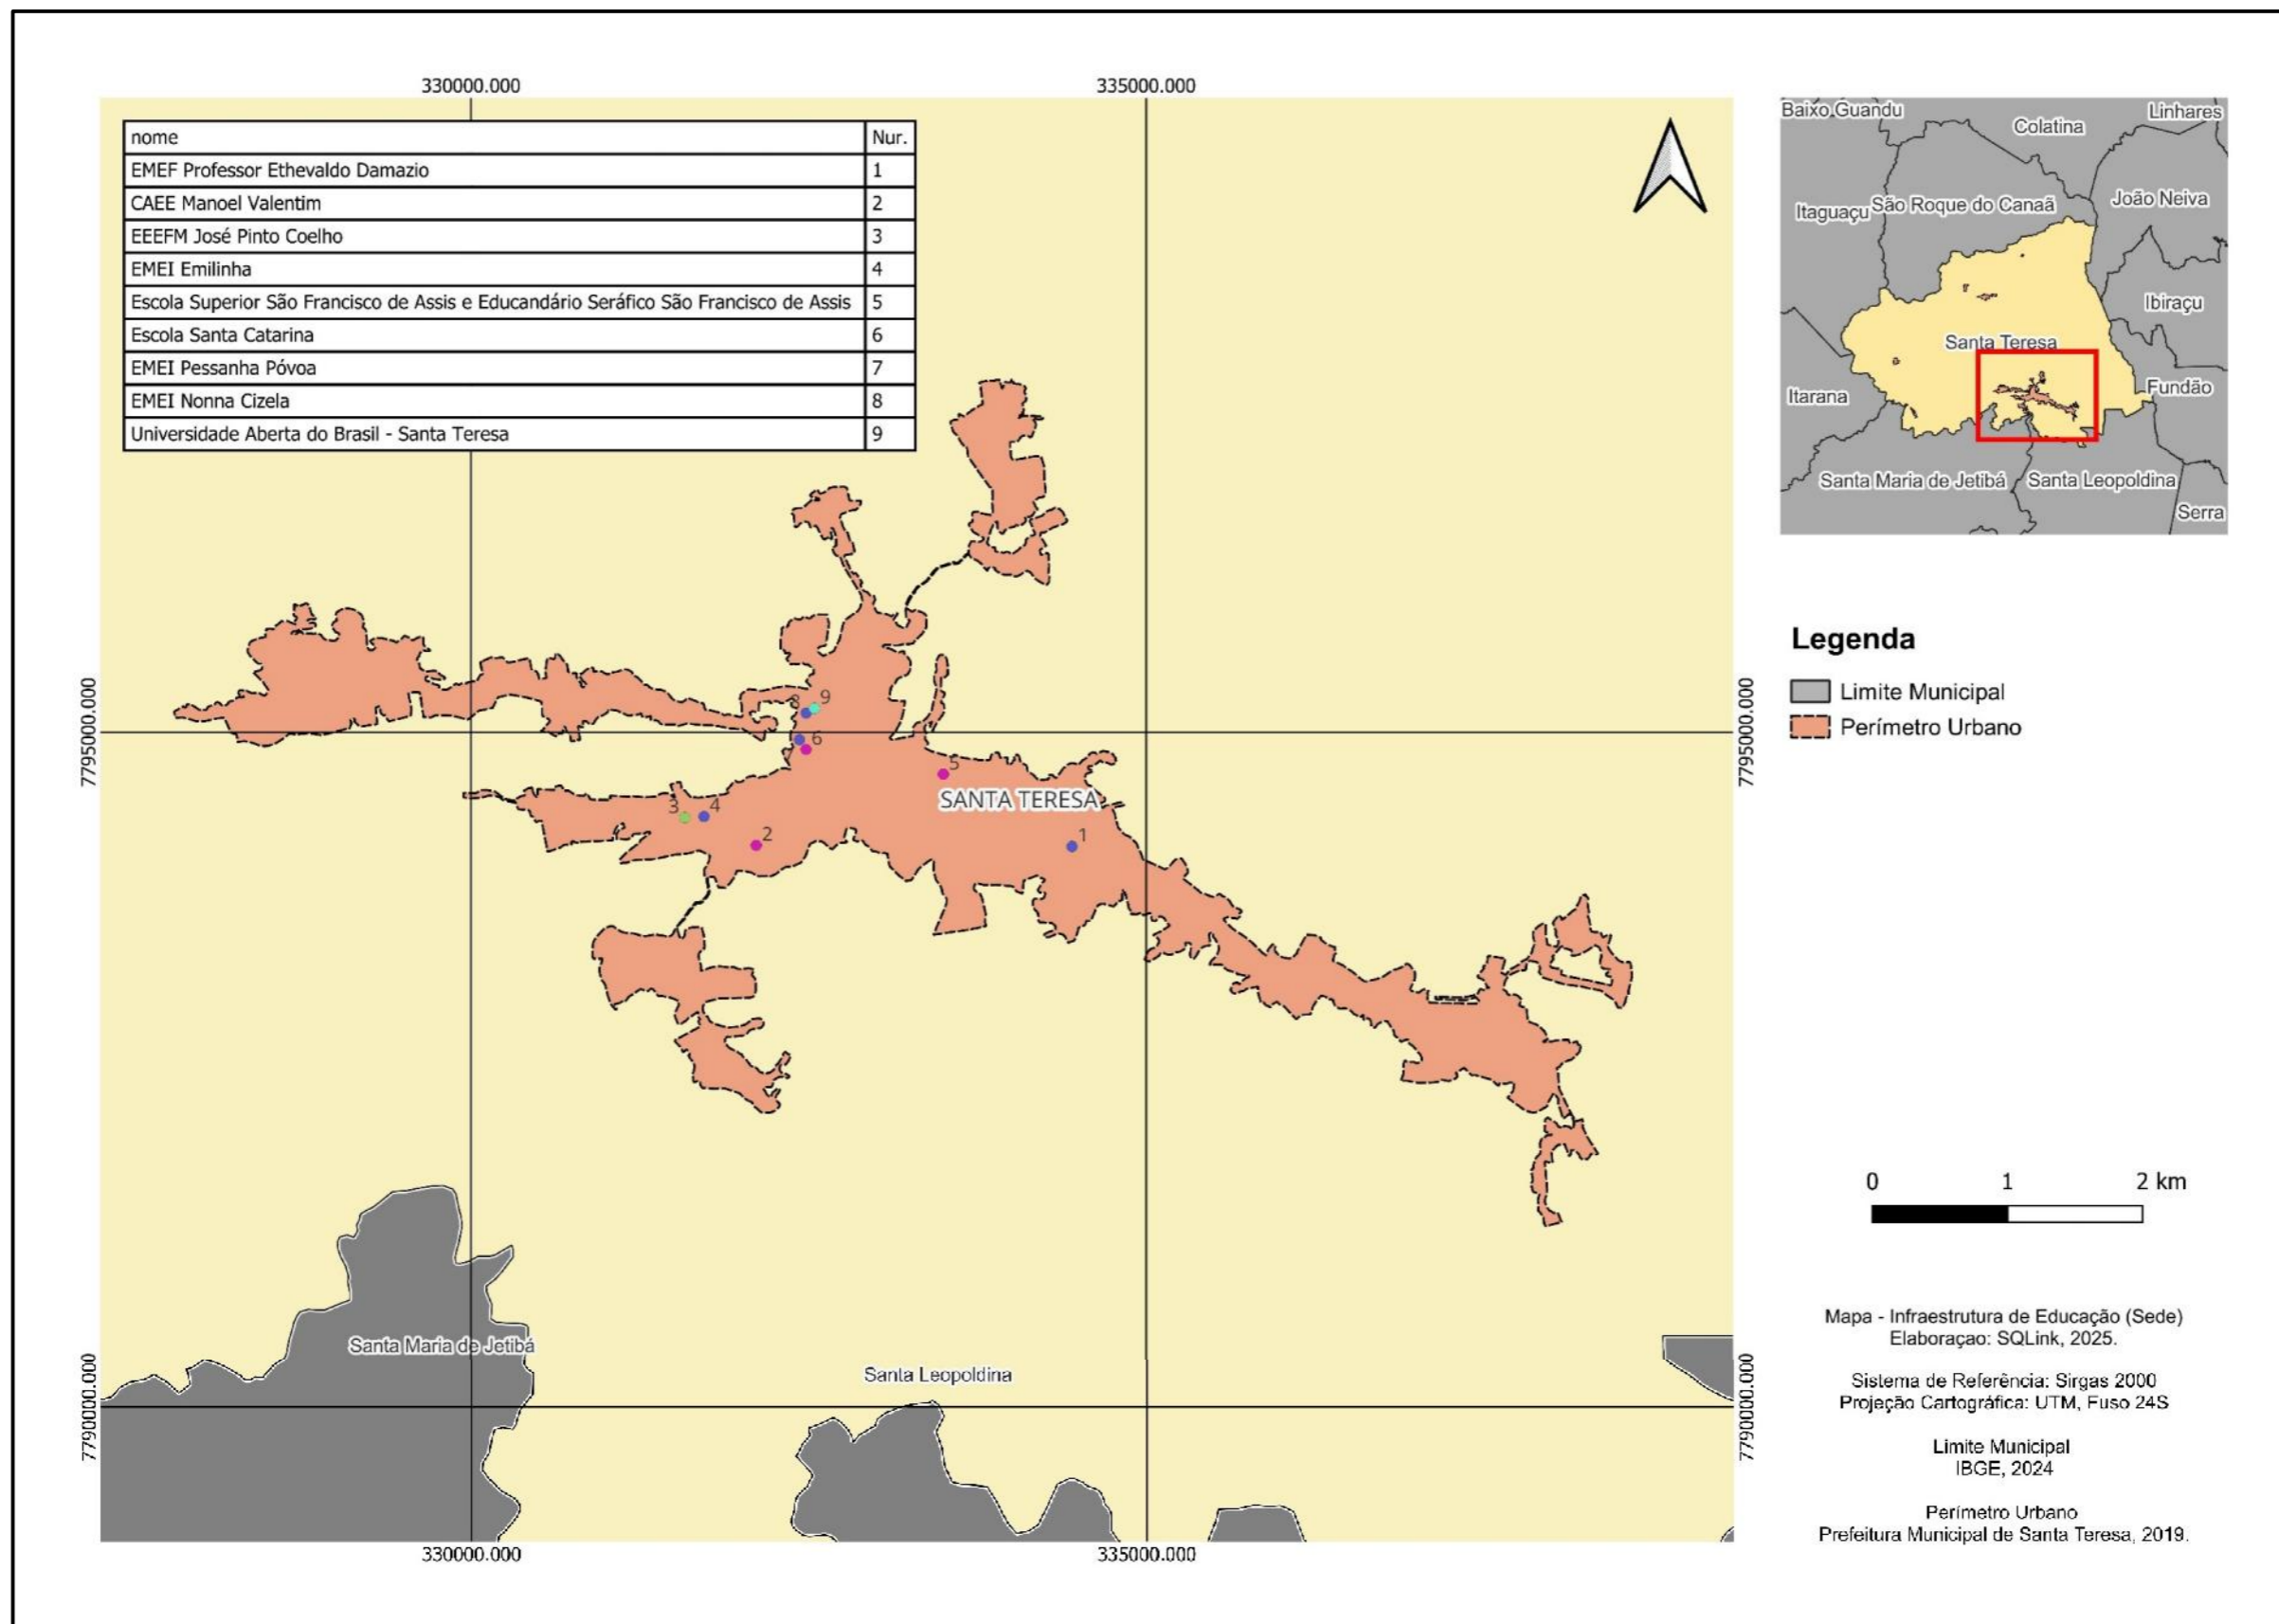 330000.000
335000.000
nome Nur.
EMEF Professor Ethevaldo Damazio 1
CAEE Manoel Valentim 2
EEEFM José Pinto Coelho 3
EMEI Emilinha 4
Escola Superior São Francisco de Assis e Educandário Seráfico São Francisco de Assis 5
Escola Santa Catarina 6
EMEI Pessanha Póvoa 7
EMEI Nonna Cizela 8
Universidade Aberta do Brasil - Santa Teresa 9
7795000.000
7795000.000
8
9
6
5
SANTA TERESA
3
4
2
1
Santa Maria de Jetibá
Santa Leopoldina
7790000.000
7790000.000
330000.000
335000.000
Baixo Guandu
Linhares
Colatina
Itaguaçu
São Roque do Canaã
João Neiva
Ibiraçu
Santa Teresa
Itarana
Fundão
Santa Maria de Jetibá
Santa Leopoldina
Serra
Legenda
Limite Municipal
Perímetro Urbano
0 1 2 km
Mapa - Infraestrutura de Educação (Sede)
Elaboraçao: SQLink, 2025.
Sistema de Referência: Sirgas 2000
Projeção Cartográfica: UTM, Fuso 24S
Limite Municipal
IBGE, 2024
Perímetro Urbano
Prefeitura Municipal de Santa Teresa, 2019.